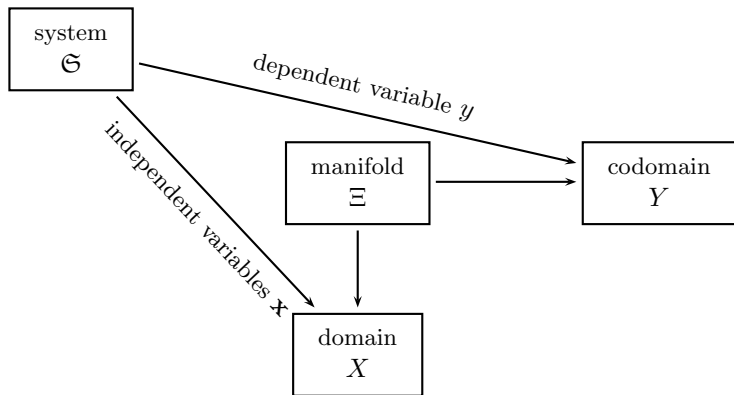 system
𝔖
dependent variable y
independent variables 𝐱
manifold
Ξ
codomain
Y
domain
X